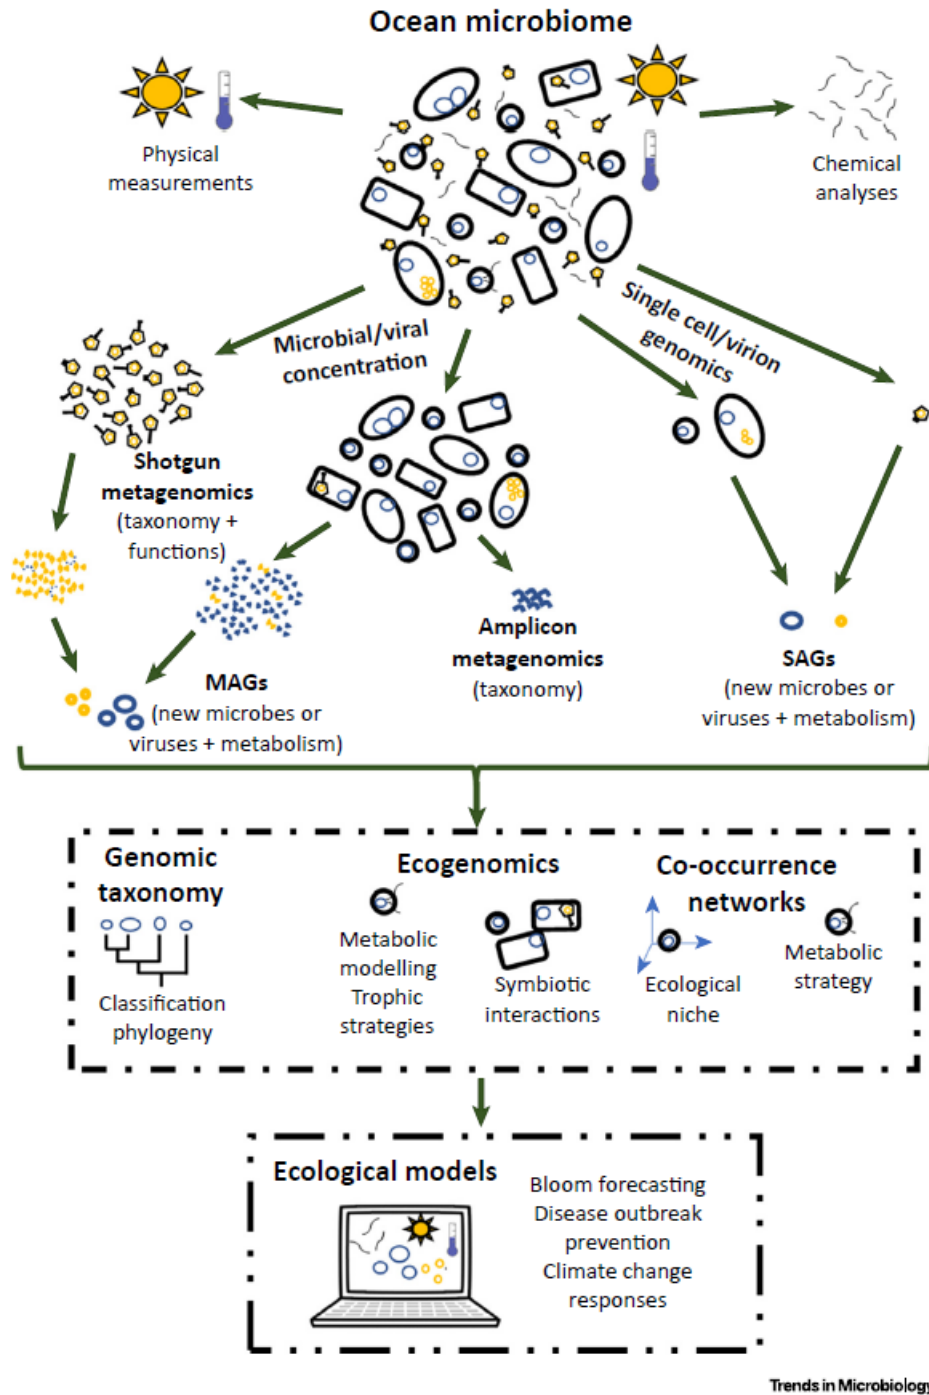 Ocean microbiome
Physical
measurements
Chemical
analyses
Microbial/viral
concentration
Single cell/virion
genomics
Shotgun
metagenomics
(taxonomy +
functions)
Amplicon
metagenomics
(taxonomy)
SAGs
(new microbes or
viruses + metabolism)
MAGs
(new microbes or
viruses + metabolism)
Genomic
taxonomy
Classification
phylogeny
Ecogenomics
Metabolic
modelling
Trophic
strategies
Symbiotic
interactions
Co-occurrence
networks
Ecological
niche
Metabolic
strategy
Ecological models
Bloom forecasting
Disease outbreak
prevention
Climate change
responses
Trends in Microbiology